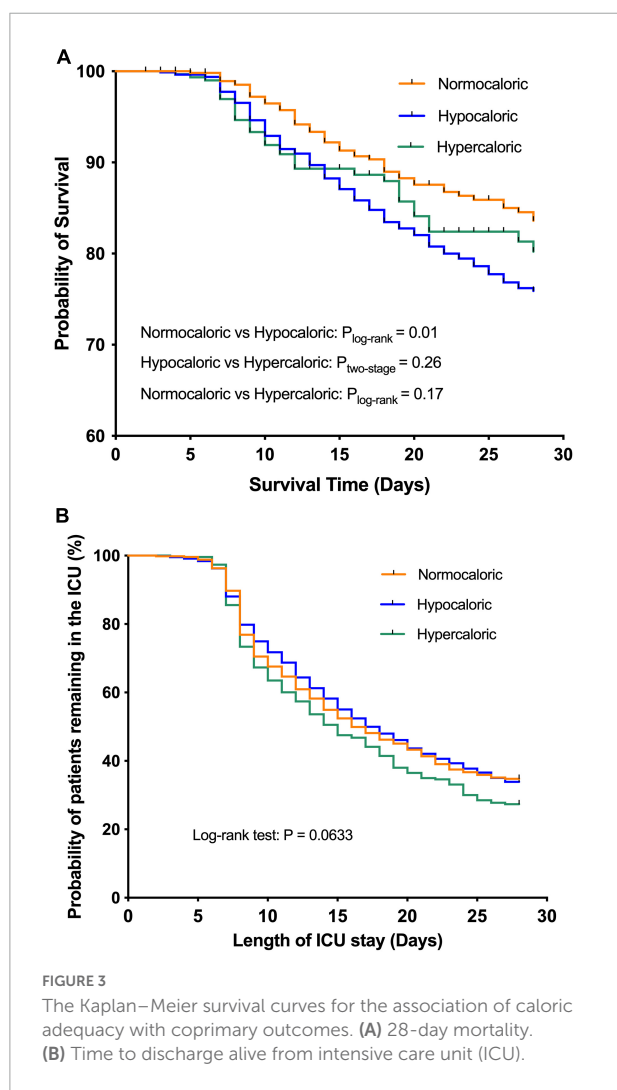 A
Probability of Survival
100
90
80
70
60
0 5 10 15 20 25 30
Survival Time (Days)
Normocaloric
Hypocaloric
Hypercaloric
Normocaloric vs Hypocaloric: Plog-rank = 0.01
Hypocaloric vs Hypercaloric: Ptwo-stage = 0.26
Normocaloric vs Hypercaloric: Plog-rank = 0.17
B
Probability of patients remaining in the ICU (%)
100
80
60
40
20
0
0 5 10 15 20 25 30
Length of ICU stay (Days)
Normocaloric
Hypocaloric
Hypercaloric
Log-rank test: P = 0.0633
FIGURE 3
The Kaplan–Meier survival curves for the association of caloric
adequacy with coprimary outcomes. (A) 28-day mortality.
(B) Time to discharge alive from intensive care unit (ICU).